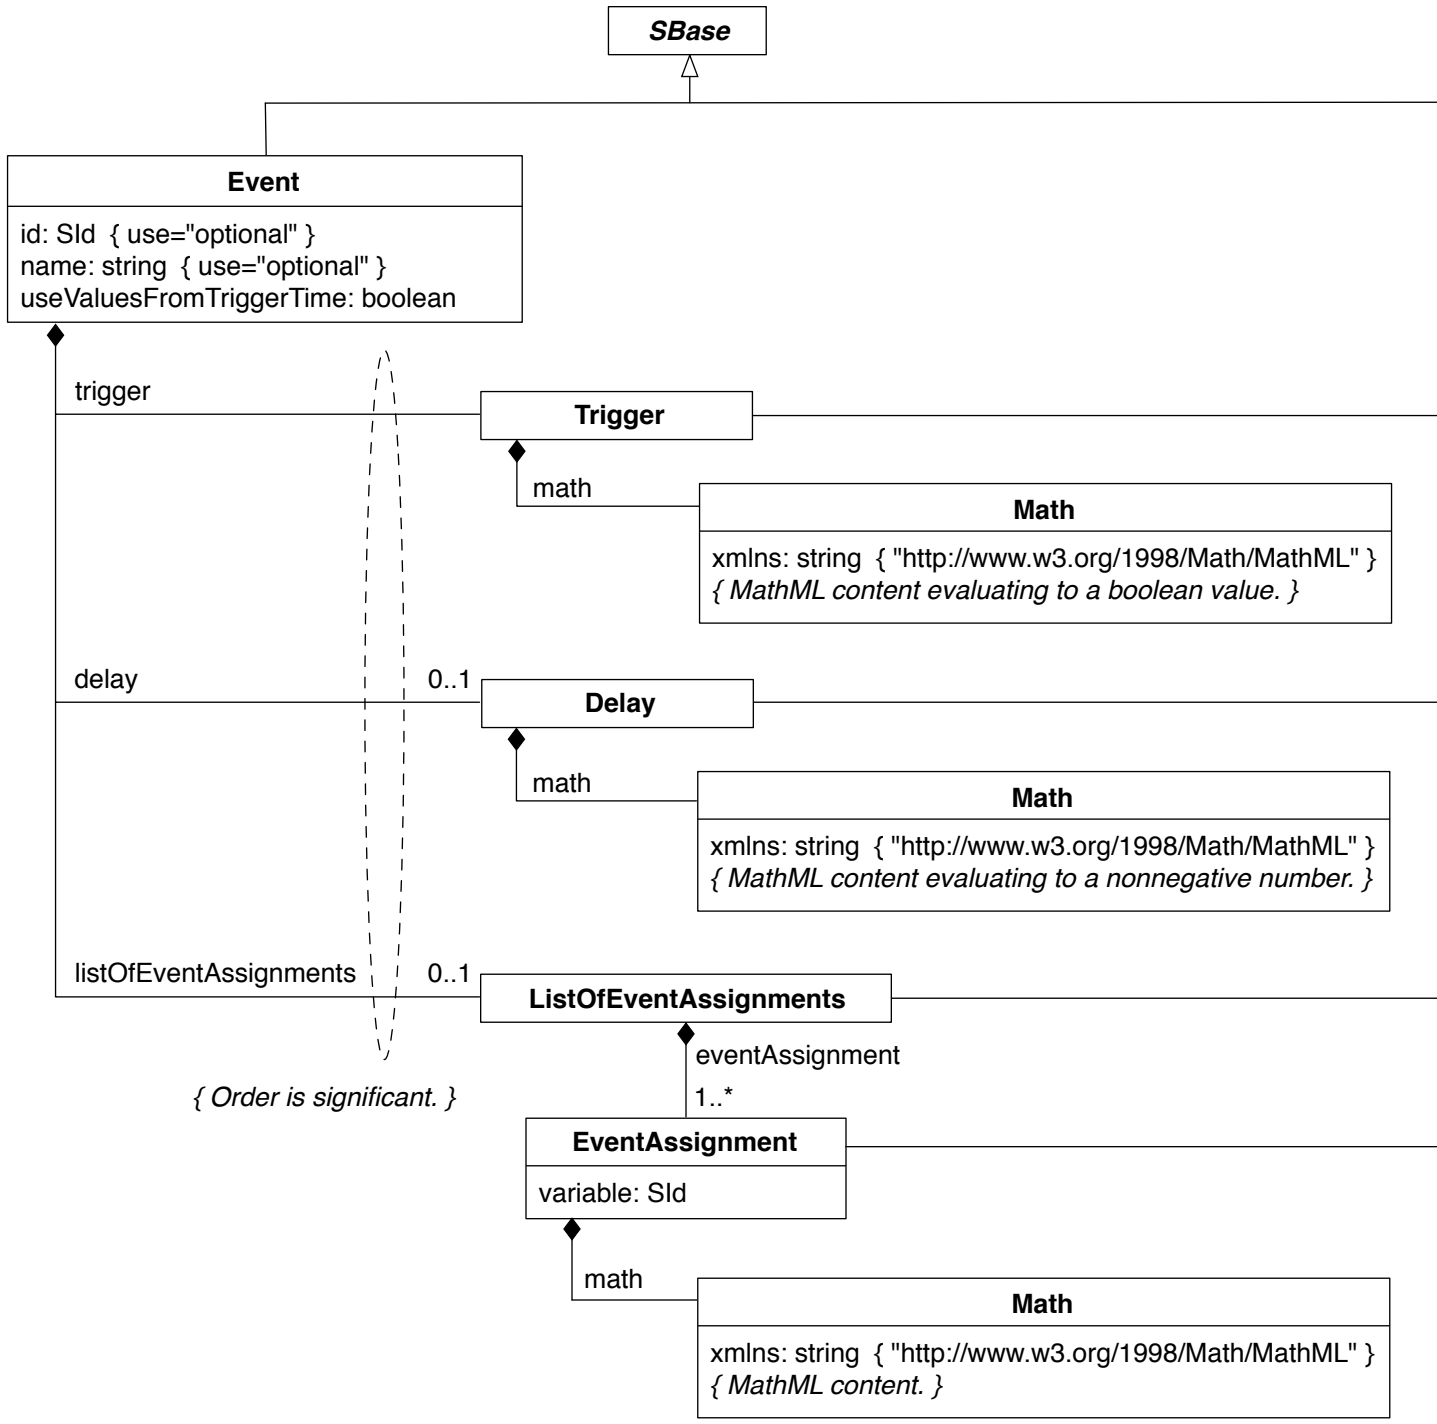 SBase
Event
id: SId { use="optional" }
name: string { use="optional" }
useValuesFromTriggerTime: boolean
trigger
Trigger
math
Math
xmlns: string { "http://www.w3.org/1998/Math/MathML" }
{ MathML content evaluating to a boolean value. }
delay
0..1
Delay
math
Math
xmlns: string { "http://www.w3.org/1998/Math/MathML" }
{ MathML content evaluating to a nonnegative number. }
listOfEventAssignments
0..1
ListOfEventAssignments
eventAssignment
{ Order is significant. }
1..*
EventAssignment
variable: SId
math
Math
xmlns: string { "http://www.w3.org/1998/Math/MathML" }
{ MathML content. }